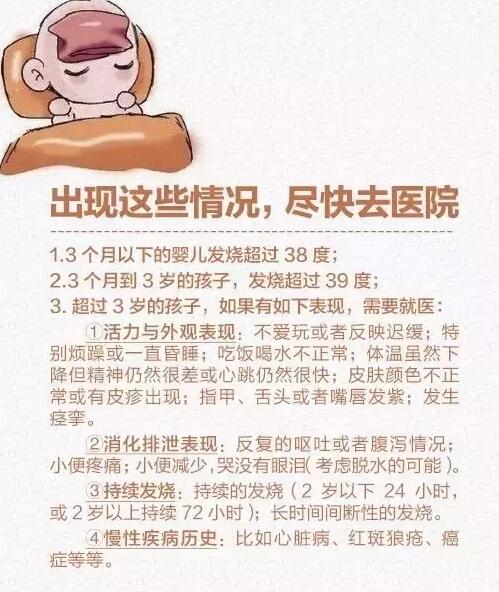 出现这些情况，尽快去医院
1.3 个月以下的婴儿发烧超过 38 度；
2.3 个月到 3 岁的孩子，发烧超过 39 度；
3. 超过 3 岁的孩子，如果有如下表现，需要就医：
①活力与外观表现：不爱玩或者反映迟缓；特
别烦躁或一直昏睡；吃饭喝水不正常；体温虽然下
降但精神仍然很差或心跳仍然很快；皮肤颜色不正
常或有皮疹出现；指甲、舌头或者嘴唇发紫；发生
痉挛。
②消化排泄表现：反复的呕吐或者腹泻情况；
小便疼痛；小便减少，哭没有眼泪（考虑脱水的可能）。
③持续发烧：持续的发烧（2 岁以下 24 小时，
或 2 岁以上持续 72 小时）；长时间间断性的发烧。
④慢性疾病历史：比如心脏病、红斑狼疮、癌
症等等。